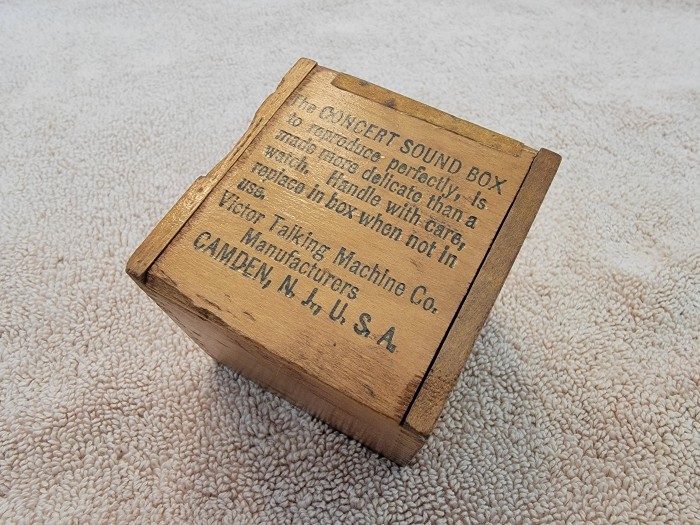 The CONCERT SOUND BOX
to reproduce perfectly, is
made more delicate than a
watch. Handle with care,
replace in box when not in
use.
Victor Talking Machine Co.
Manufacturers
CAMDEN, N. J., U. S. A.